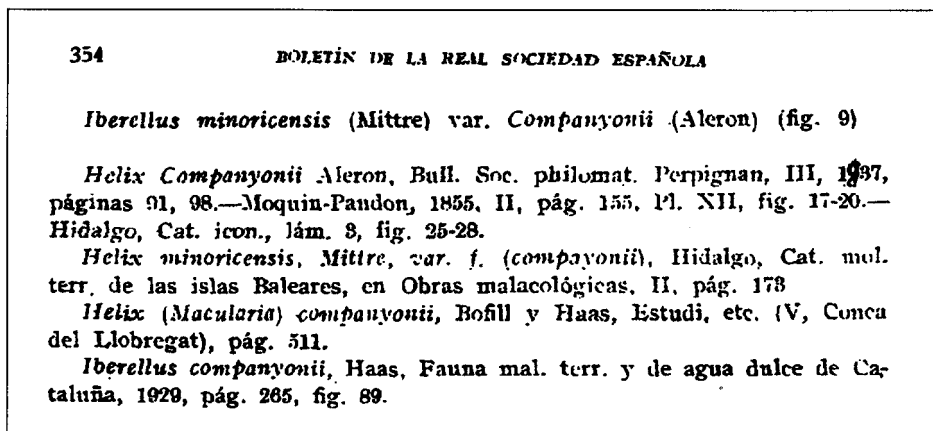 354 BOLETÍN DE LA REAL SOCIEDAD ESPAÑOLA
Iberellus minoricensis (Mittre) var. Companyonii (Aleron) (fig. 9)
Helix Companyonii Aleron, Bull. Soc. philomat. Perpignan, III, 1837,
páginas 91, 98.—Moquin-Pandon, 1855, II, pág. 155, Pl. XII, fig. 17-20.—
Hidalgo, Cat. icon., lám. 3, fig. 25-28.
Helix minoricensis, Mittre, var. f. (compayonii), Hidalgo, Cat. mol.
terr. de las islas Baleares, en Obras malacológicas, II, pág. 173
Helix (Macularia) companyonii, Bofill y Haas, Estudi, etc. (V, Conca
del Llobregat), pág. 511.
Iberellus companyonii, Haas, Fauna mal. terr. y de agua dulce de Ca-
taluña, 1929, pág. 265, fig. 89.